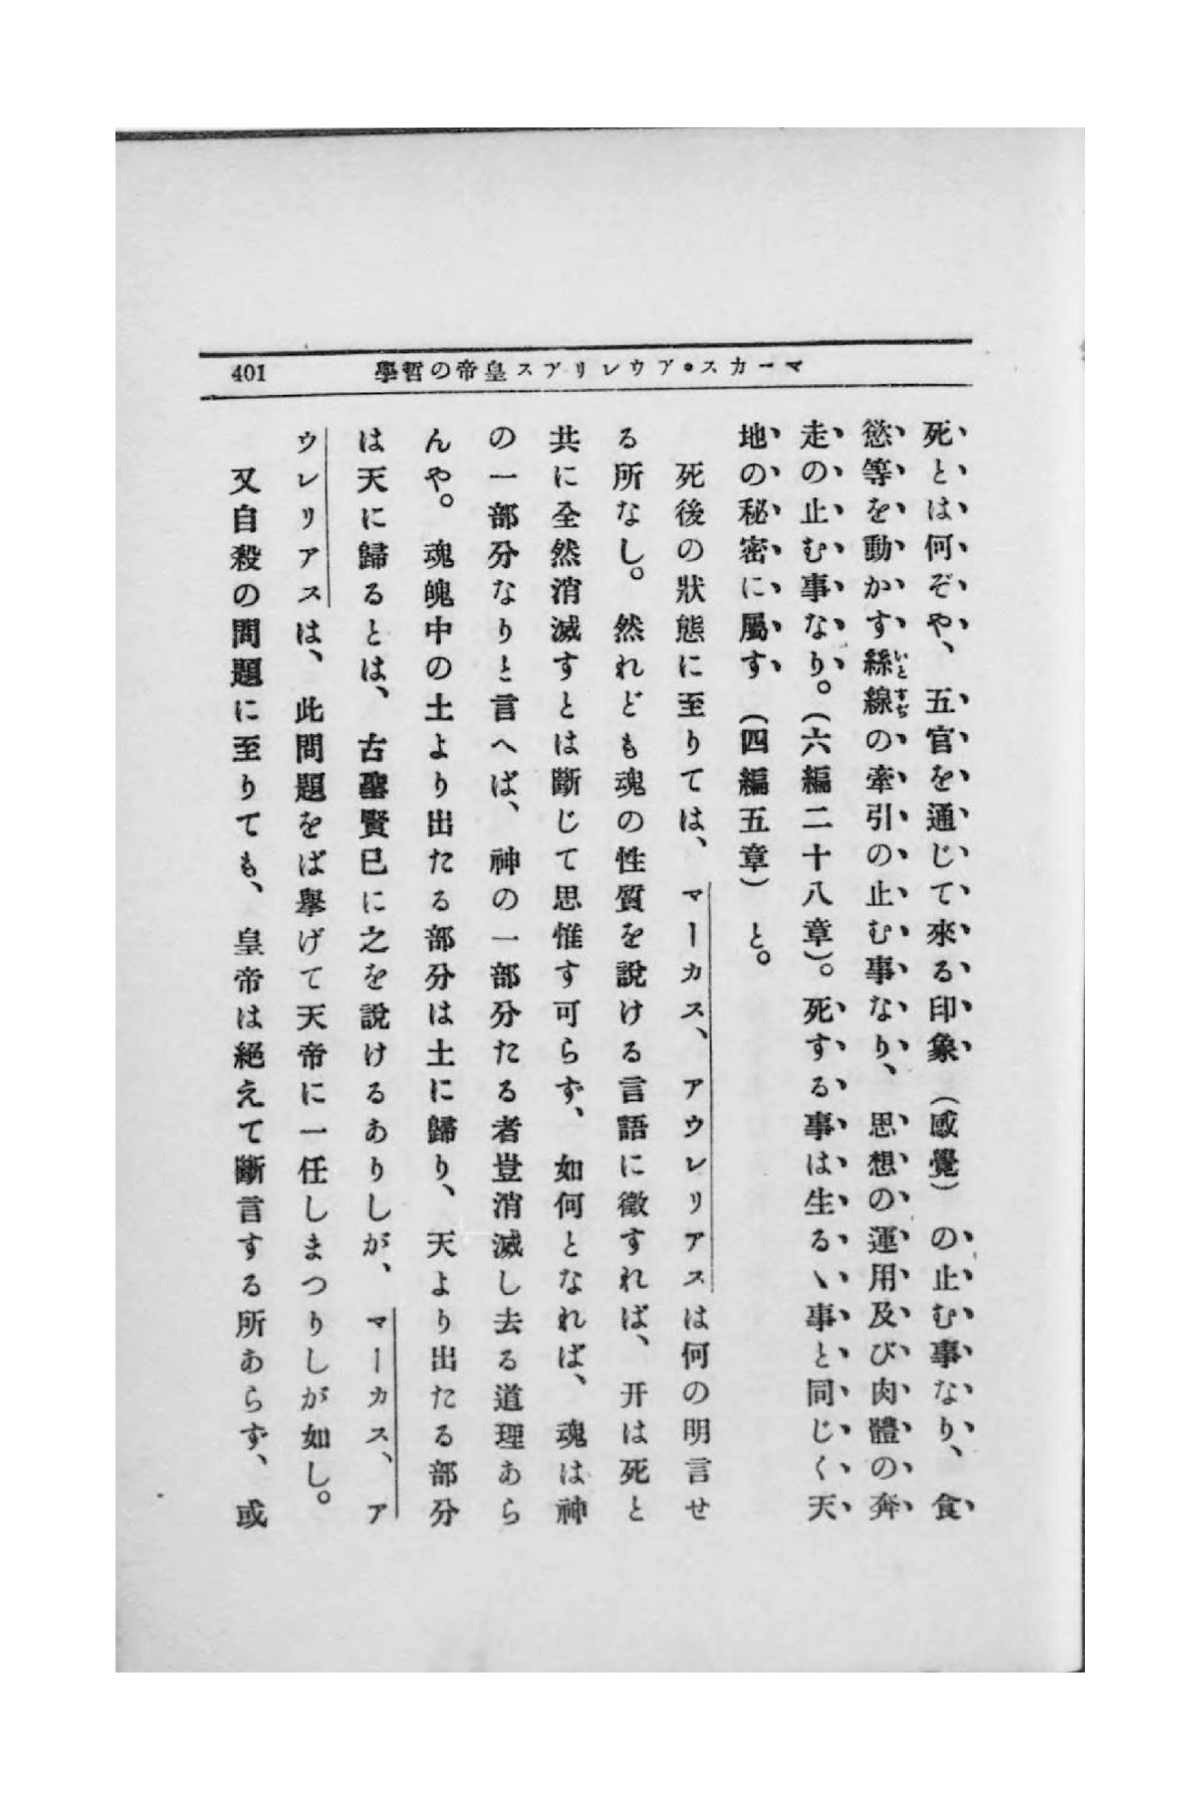 マーカス・アウレリアス皇帝の哲學
401
死とは何ぞや、五官を通じて來る印象（感覺）の止む事なり、食
慾等を動かす絲線の牽引の止む事なり、思想の運用及び肉體の奔
いとすぢ
走の止む事なり。（六編二十八章）。死する事は生るゝ事と同じく天
地の秘密に屬す（四編五章）と。
死後の狀態に至りては、マーカス、アウレリアスは何の明言せ
る所なし。然れども魂の性質を說ける言語に徵すれば、开は死と
共に全然消滅すとは斷じて思惟す可らず、如何となれば、魂は神
の一部分なりと言へば、神の一部分たる者豈消滅し去る道理あら
んや。魂魄中の土より出たる部分は土に歸り、天より出たる部分
は天に歸るとは、古聖賢已に之を說けるありしが、マーカス、ア
ウレリアスは、此問題をば擧げて天帝に一任しまつりしが如し。
又自殺の問題に至りても、皇帝は絕えて斷言する所あらず、或